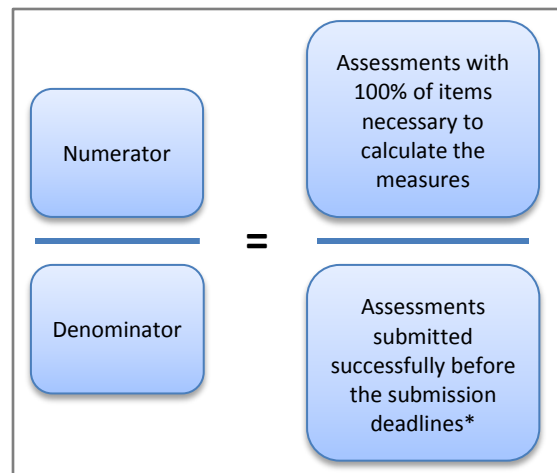 Numerator
Denominator
=
Assessments with
100% of items
necessary to
calculate the
measures
Assessments
submitted
successfully before
the submission
deadlines*